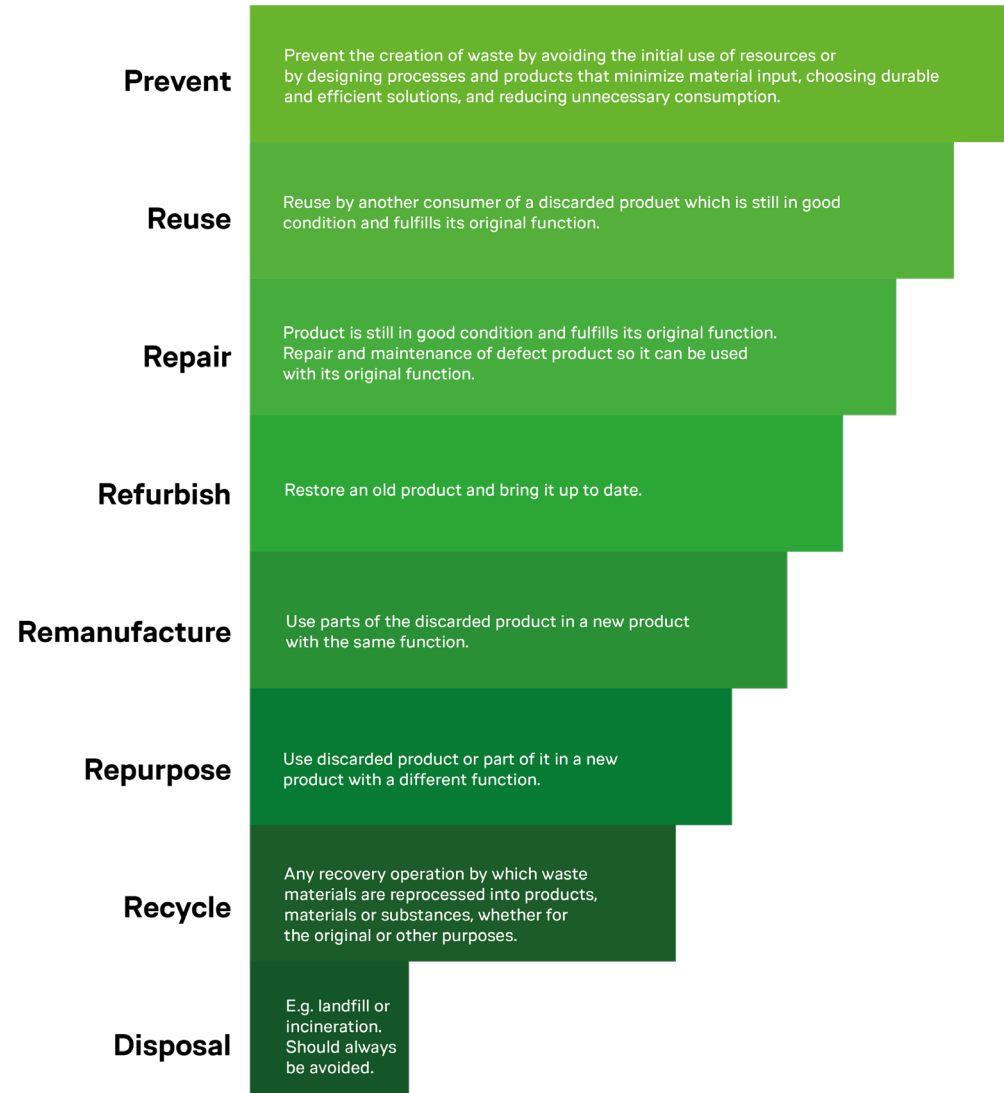 Prevent
Prevent the creation of waste by avoiding the initial use of resources or
by designing processes and products that minimize material input, choosing durable
and efficient solutions, and reducing unnecessary consumption.
Reuse
Reuse by another consumer of a discarded produet which is still in good
condition and fulfills its original function.
Repair
Product is still in good condition and fulfills its original function.
Repair and maintenance of defect product so it can be used
with its original function.
Refurbish
Restore an old product and bring it up to date.
Remanufacture
Use parts of the discarded product in a new product
with the same function.
Repurpose
Use discarded product or part of it in a new
product with a different function.
Recycle
Any recovery operation by which waste
materials are reprocessed into products,
materials or substances, whether for
the original or other purposes.
Disposal
E.g. landfill or
incineration.
Should always
be avoided.